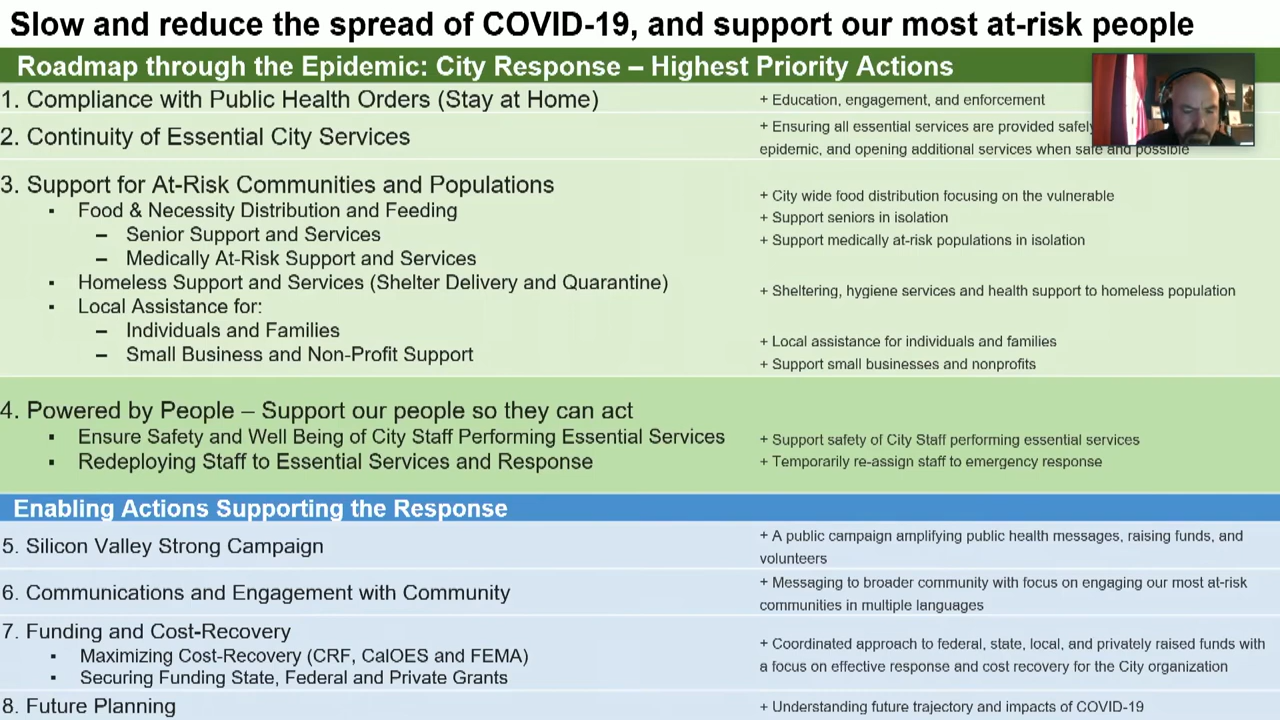 Slow and reduce the spread of COVID-19, and support our most at-risk people
Roadmap through the Epidemic: City Response – Highest Priority Actions
1. Compliance with Public Health Orders (Stay at Home)
+ Education, engagement, and enforcement
2. Continuity of Essential City Services
+ Ensuring all essential services are provided safely
epidemic, and opening additional services when safe and possible
3. Support for At-Risk Communities and Populations
▪ Food & Necessity Distribution and Feeding
– Senior Support and Services
– Medically At-Risk Support and Services
▪ Homeless Support and Services (Shelter Delivery and Quarantine)
▪ Local Assistance for:
– Individuals and Families
– Small Business and Non-Profit Support
+ City wide food distribution focusing on the vulnerable
+ Support seniors in isolation
+ Support medically at-risk populations in isolation
+ Sheltering, hygiene services and health support to homeless population
+ Local assistance for individuals and families
+ Support small businesses and nonprofits
4. Powered by People – Support our people so they can act
▪ Ensure Safety and Well Being of City Staff Performing Essential Services
▪ Redeploying Staff to Essential Services and Response
+ Support safety of City Staff performing essential services
+ Temporarily re-assign staff to emergency response
Enabling Actions Supporting the Response
5. Silicon Valley Strong Campaign
+ A public campaign amplifying public health messages, raising funds, and
volunteers
6. Communications and Engagement with Community
+ Messaging to broader community with focus on engaging our most at-risk
communities in multiple languages
7. Funding and Cost-Recovery
▪ Maximizing Cost-Recovery (CRF, CalOES and FEMA)
▪ Securing Funding State, Federal and Private Grants
+ Coordinated approach to federal, state, local, and privately raised funds with
a focus on effective response and cost recovery for the City organization
8. Future Planning
+ Understanding future trajectory and impacts of COVID-19